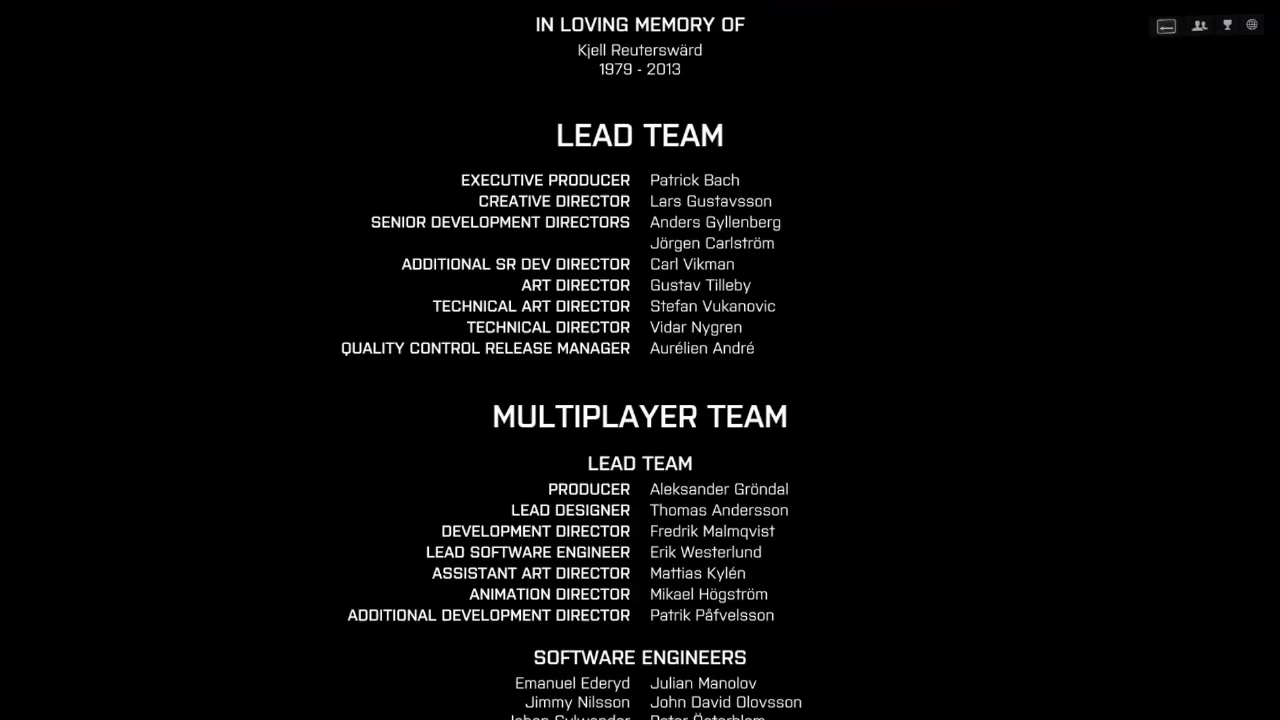 IN LOVING MEMORY OF
Kjell Reuterswärd
1979 - 2013
LEAD TEAM
EXECUTIVE PRODUCER Patrick Bach
CREATIVE DIRECTOR Lars Gustavsson
SENIOR DEVELOPMENT DIRECTORS Anders Gyllenberg
Jörgen Carlström
ADDITIONAL SR DEV DIRECTOR Carl Vikman
ART DIRECTOR Gustav Tilleby
TECHNICAL ART DIRECTOR Stefan Vukanovic
TECHNICAL DIRECTOR Vidar Nygren
QUALITY CONTROL RELEASE MANAGER Aurélien André
MULTIPLAYER TEAM
LEAD TEAM
PRODUCER Aleksander Gröndal
LEAD DESIGNER Thomas Andersson
DEVELOPMENT DIRECTOR Fredrik Malmqvist
LEAD SOFTWARE ENGINEER Erik Westerlund
ASSISTANT ART DIRECTOR Mattias Kylén
ANIMATION DIRECTOR Mikael Högström
ADDITIONAL DEVELOPMENT DIRECTOR Patrik Påfvelsson
SOFTWARE ENGINEERS
Emanuel Ederyd Julian Manolov
Jimmy Nilsson John David Olovsson